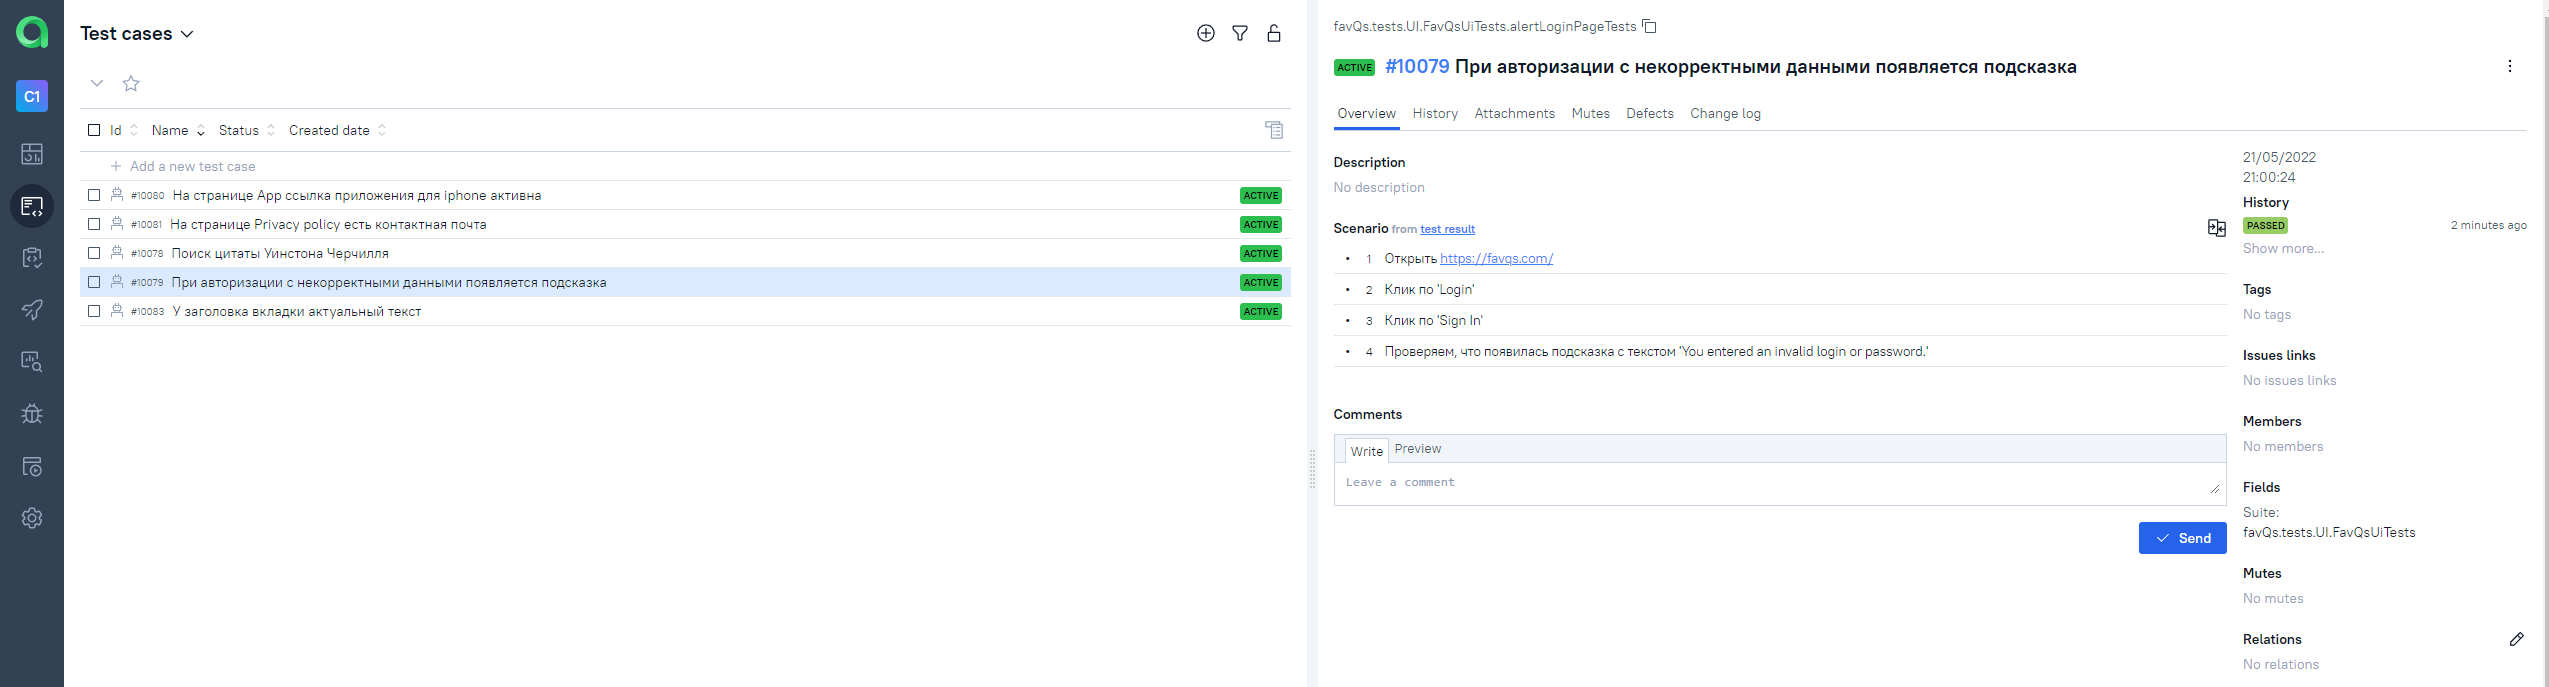 C1
Test cases
Id Name Status Created date
Add a new test case
#10080 На странице App ссылка приложения для iphone активна ACTIVE
#10081 На странице Privacy policy есть контактная почта ACTIVE
#10078 Поиск цитаты Уинстона Черчилля ACTIVE
#10079 При авторизации с некорректными данными появляется подсказка ACTIVE
#10083 У заголовка вкладки актуальный текст ACTIVE
favQs.tests.UI.FavQsUiTests.alertLoginPageTests
ACTIVE #10079 При авторизации с некорректными данными появляется подсказка
Overview History Attachments Mutes Defects Change log
Description
No description
Scenario from test result
• 1 Открыть https://favqs.com/
• 2 Клик по 'Login'
• 3 Клик по 'Sign In'
• 4 Проверяем, что появилась подсказка с текстом 'You entered an invalid login or password.'
Comments
Write Preview
Leave a comment
Send
21/05/2022
21:00:24
History
PASSED 2 minutes ago
Show more...
Tags
No tags
Issues links
No issues links
Members
No members
Fields
Suite:
favQs.tests.UI.FavQsUiTests
Mutes
No mutes
Relations
No relations